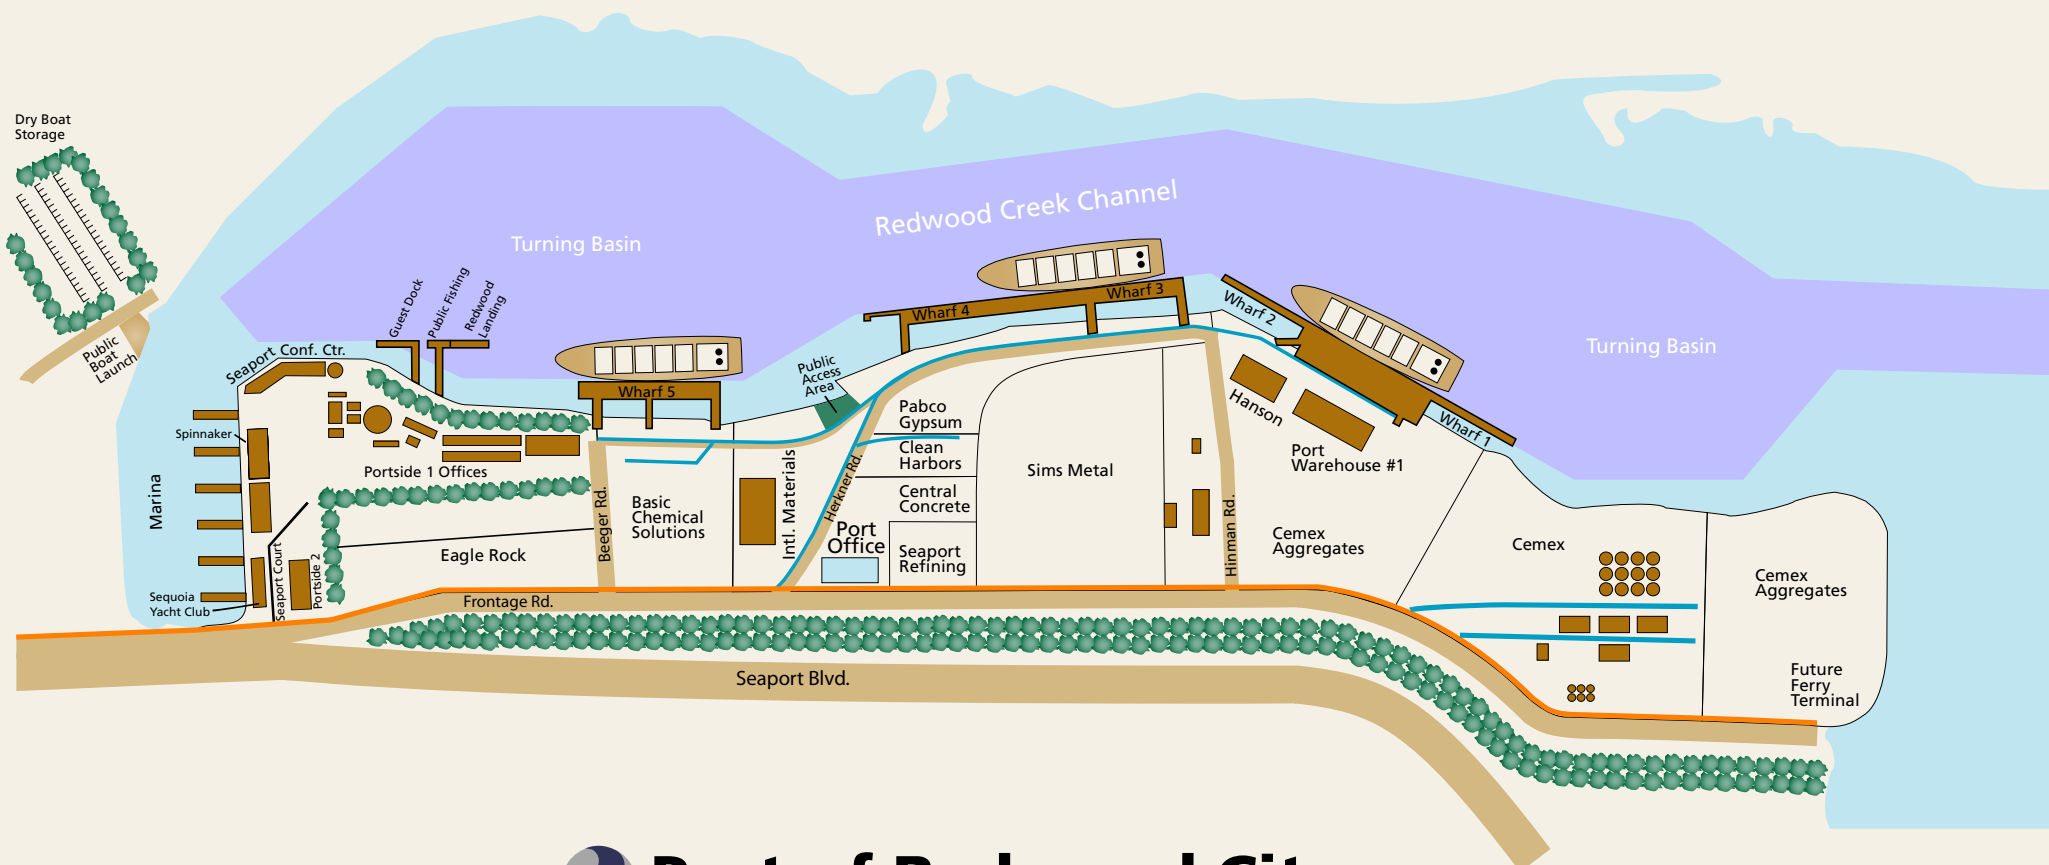 Dry Boat
Storage
Redwood Creek Channel
Turning Basin
Turning Basin
Guest Dock
Public Fishing
Redwood
Landing
Public
Boat
Launch
Seaport Conf. Ctr.
Wharf 5
Public
Access
Area
Wharf 4
Wharf 3
Wharf 2
Wharf 1
Hanson
Port
Warehouse #1
Spinnaker
Portside 1 Offices
Marina
Sequoia
Yacht Club
Seaport Court
Portside 2
Eagle Rock
Beeger Rd.
Basic
Chemical
Solutions
Intl. Materials
Herkner Rd.
Port
Office
Pabco
Gypsum
Clean
Harbors
Central
Concrete
Seaport
Refining
Sims Metal
Hinman Rd.
Cemex
Aggregates
Cemex
Cemex
Aggregates
Future
Ferry
Terminal
Frontage Rd.
Seaport Blvd.